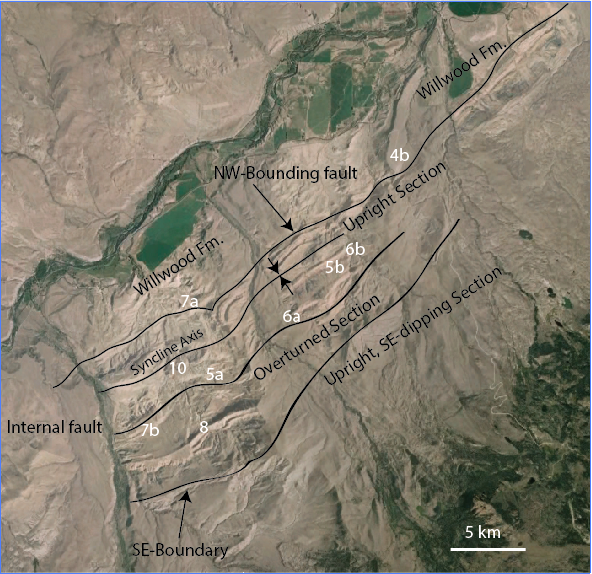 Willwood Fm.
4b
NW-Bounding fault
Upright Section
6b
5b
Willwood Fm.
7a
6a
Syncline Axis
10
5a
Overturned Section
Upright, SE-dipping Section
Internal fault
7b
8
5 km
SE-Boundary